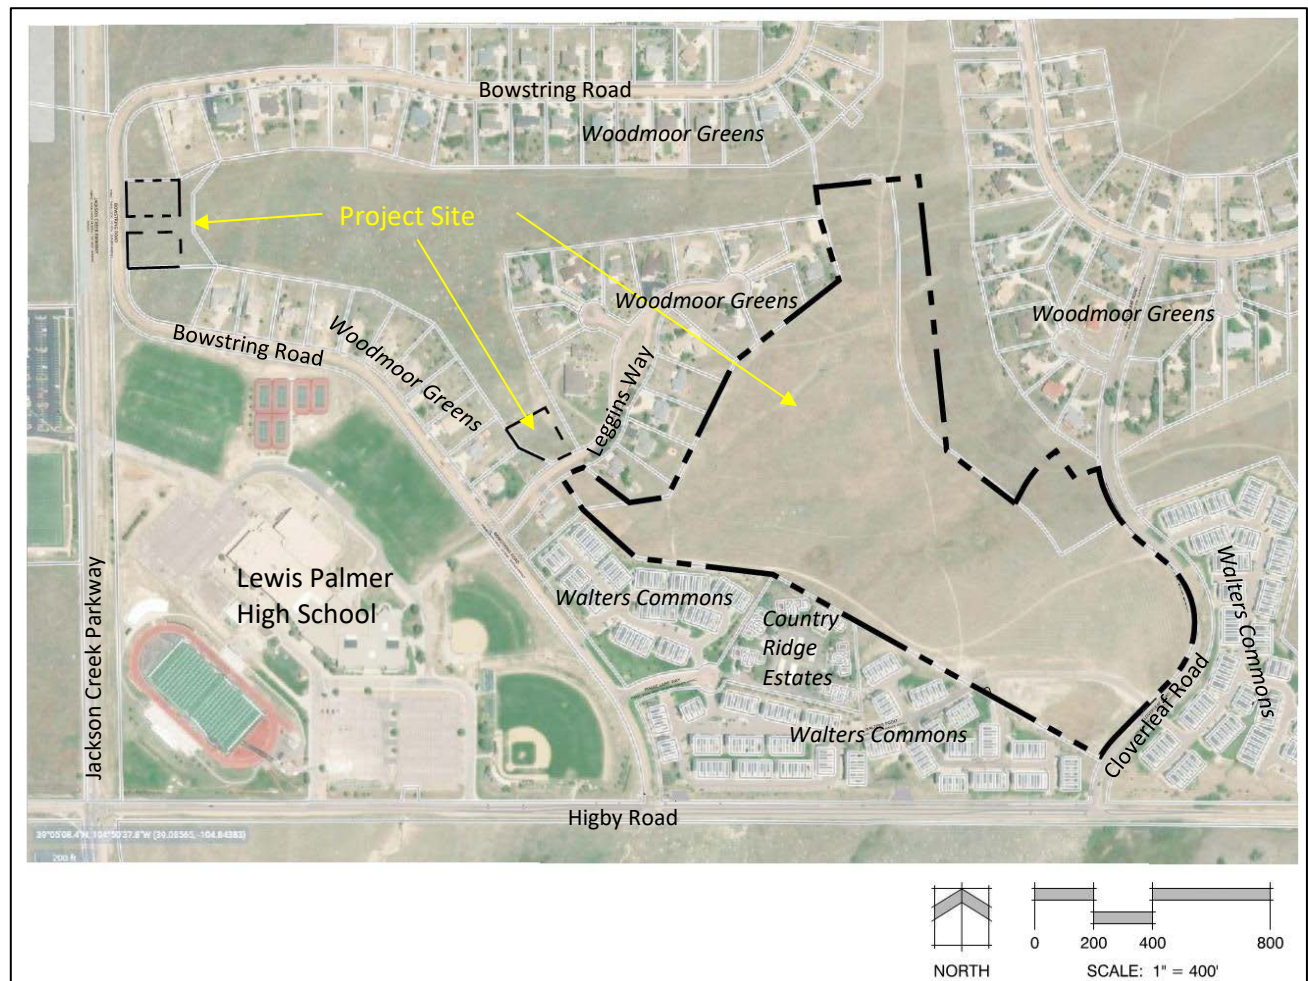 Bowstring Road
Woodmoor Greens
Project Site
Woodmoor Greens
Woodmoor Greens
Bowstring Road
Woodmoor Greens
Leggins Way
Jackson Creek Parkway
Lewis Palmer
High School
Walters Commons
Country
Ridge
Estates
Walters Commons
Walters Commons
Cloverleaf Road
Higby Road
200 ft
0 200 400 800
NORTH
SCALE: 1" = 400'